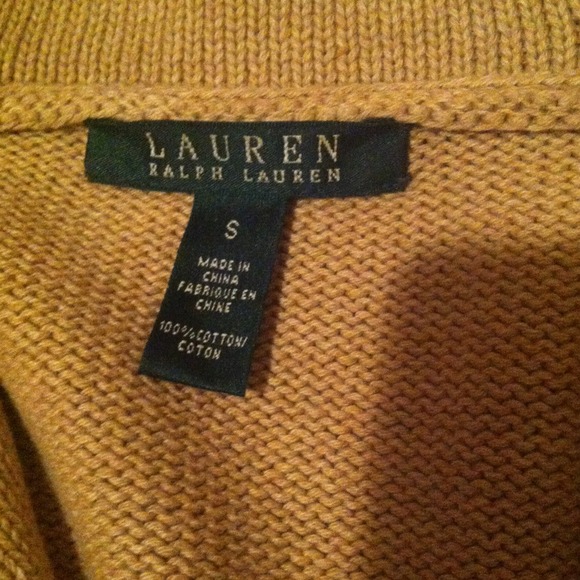 LAUREN
RALPH LAUREN
S
MADE IN
CHINA
FABRIQUE EN
CHINE
100% COTTON/
COTON